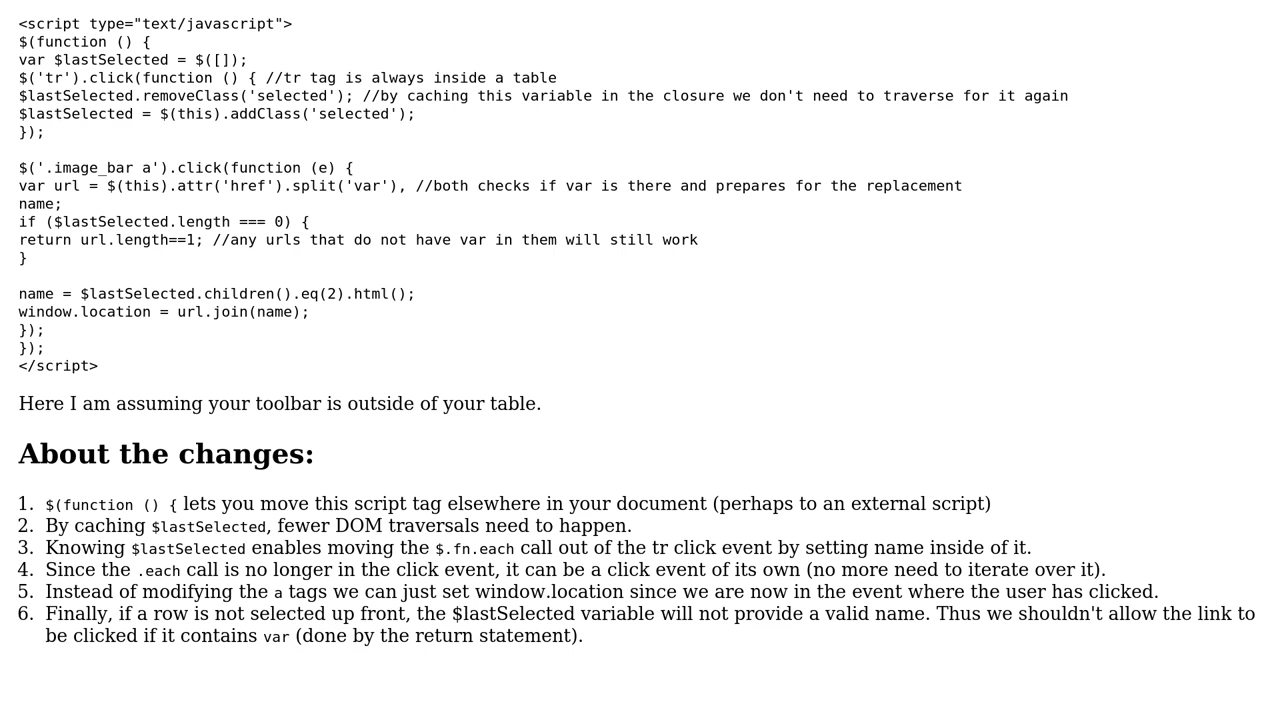 <script type="text/javascript">
$(function () {
var $lastSelected = $([]);
$('tr').click(function () { //tr tag is always inside a table
$lastSelected.removeClass('selected'); //by caching this variable in the closure we don't need to traverse for it again
$lastSelected = $(this).addClass('selected');
});

$('.image_bar a').click(function (e) {
var url = $(this).attr('href').split('var'), //both checks if var is there and prepares for the replacement
name;
if ($lastSelected.length === 0) {
return url.length==1; //any urls that do not have var in them will still work
}

name = $lastSelected.children().eq(2).html();
window.location = url.join(name);
});
});
</script>
Here I am assuming your toolbar is outside of your table.
About the changes:
1. $(function () { lets you move this script tag elsewhere in your document (perhaps to an external script)
2. By caching $lastSelected, fewer DOM traversals need to happen.
3. Knowing $lastSelected enables moving the $.fn.each call out of the tr click event by setting name inside of it.
4. Since the .each call is no longer in the click event, it can be a click event of its own (no more need to iterate over it).
5. Instead of modifying the a tags we can just set window.location since we are now in the event where the user has clicked.
6. Finally, if a row is not selected up front, the $lastSelected variable will not provide a valid name. Thus we shouldn't allow the link to
be clicked if it contains var (done by the return statement).